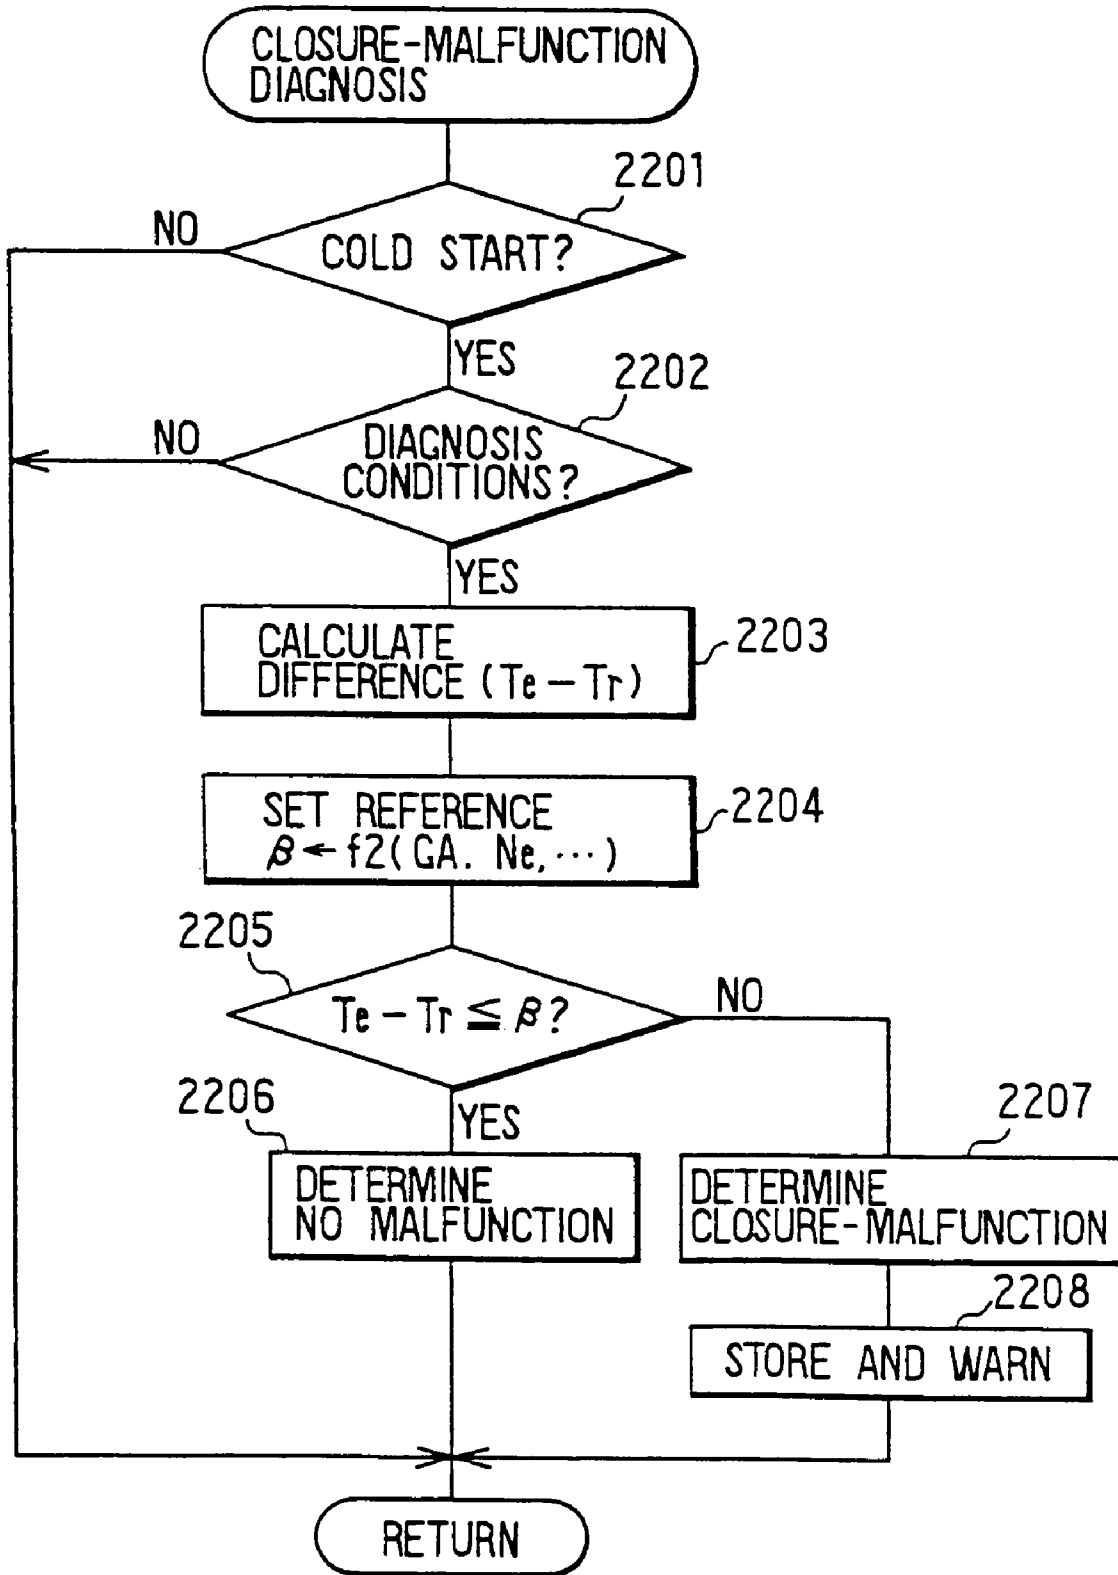 CLOSURE-MALFUNCTION
DIAGNOSIS
2201
NO
COLD START?
YES
2202
NO
DIAGNOSIS
CONDITIONS?
YES
2203
CALCULATE
DIFFERENCE (Te - Tr)
2204
SET REFERENCE
β ← f2(GA. Ne, ···)
2205
Te - Tr ≦ β?
NO
YES
2206
2207
DETERMINE
NO MALFUNCTION
DETERMINE
CLOSURE-MALFUNCTION
2208
STORE AND WARN
RETURN